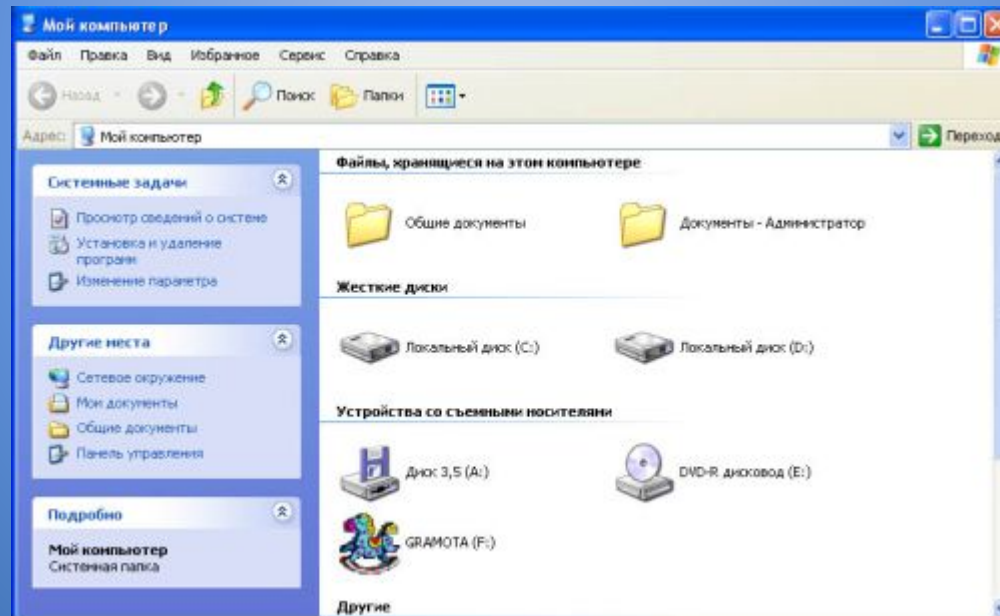 Мой компьютер
Файл Правка Вид Избранное Сервис Справка
Назад Поиск Папки
Адрес: Мой компьютер Переход
Системные задачи
Просмотр сведений о системе
Установка и удаление
программ
Изменение параметра
Другие места
Сетевое окружение
Мои документы
Общие документы
Панель управления
Подробно
Мой компьютер
Системная папка
Файлы, хранящиеся на этом компьютере
Общие документы Документы - Администратор
Жесткие диски
Локальный диск (C:) Локальный диск (D:)
Устройства со съемными носителями
Диск 3,5 (A:) DVD-R дисковод (E:)
GRAMOTA (F:)
Другие